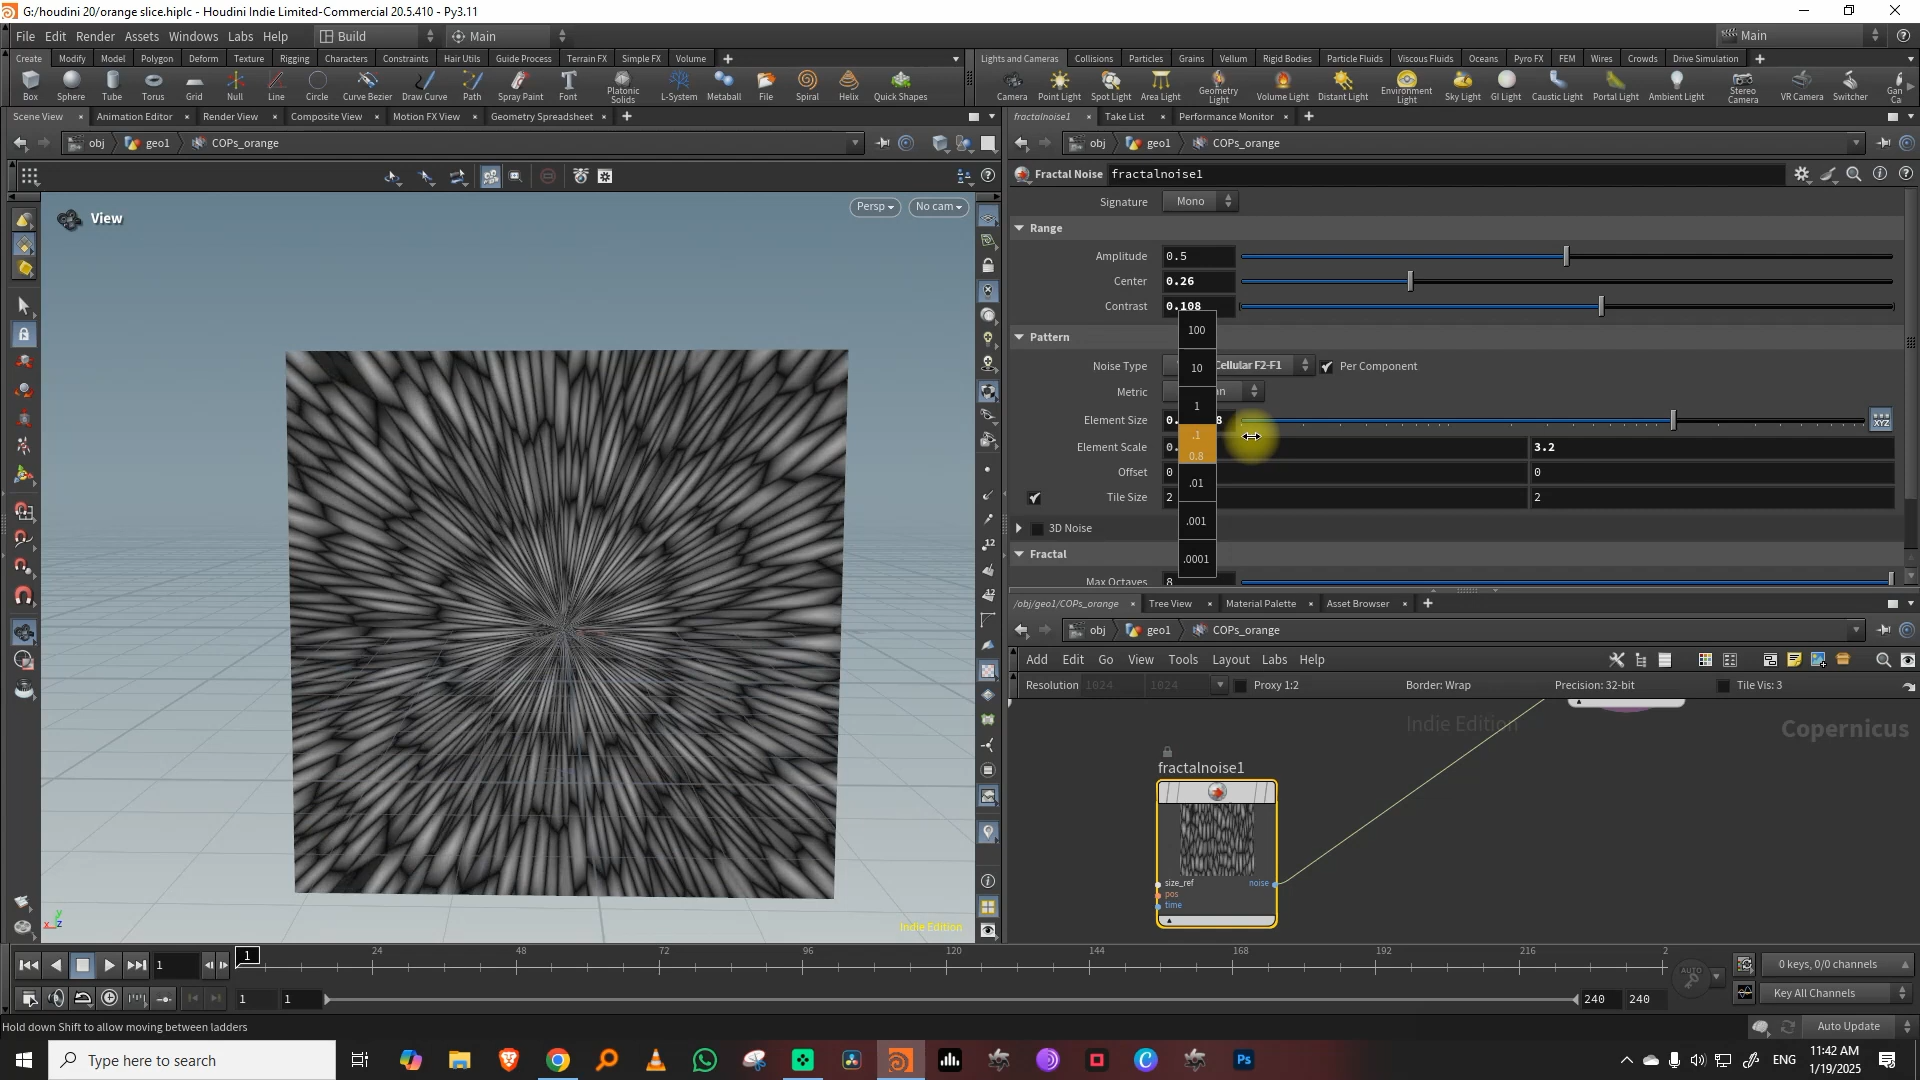 G:/houdini 20/orange slice.hiplc - Houdini Indie Limited-Commercial 20.5.410 - Py3.11
File Edit Render Assets Windows Labs Help Build Main Main
Create Modify Model Polygon Deform Texture Rigging Characters Constraints Hair Utils Guide Process Terrain FX Simple FX Volume
Lights and Cameras Collisions Particles Grains Vellum Rigid Bodies Particle Fluids Viscous Fluids Oceans Pyro FX FEM Wires Crowds Drive Simulation
Box Sphere Tube Torus Grid Null Line Circle Curve Bezier Draw Curve Path Spray Paint Font Platonic Solids L-System Metaball File Spiral Helix Quick Shapes
Camera Point Light Spot Light Area Light Geometry Light Volume Light Distant Light Environment Light Sky Light GI Light Caustic Light Portal Light Ambient Light Stereo Camera VR Camera Switcher
Scene View Animation Editor Render View Composite View Motion FX View Geometry Spreadsheet
fractalnoise1 Take List Performance Monitor
obj geo1 COPs_orange
obj geo1 COPs_orange
Fractal Noise fractalnoise1
View
Persp No cam
Signature Mono
Range
Amplitude 0.5
Center 0.26
Contrast 0.108
100
Pattern
Noise Type Cellular F2-F1 Per Component
10
Metric
1
Element Size XYZ
.1
Element Scale 3.2
0.8
Offset 0 0
.01
Tile Size 2 2
.001
3D Noise
Fractal
.0001
Max Octaves 8
/obj/geo1/COPs_orange Tree View Material Palette Asset Browser
obj geo1 COPs_orange
Add Edit Go View Tools Layout Labs Help
Resolution 1024 1024 Proxy 1:2 Border: Wrap Precision: 32-bit Tile Vis: 3
Indie Edition
Copernicus
fractalnoise1
size_ref noise
pos
time
Indie Edition
1 1 24 48 72 96 120 144 168 192 216 2
AUTO
0 keys, 0/0 channels
1 1 240 240 Key All Channels
Hold down Shift to allow moving between ladders
Auto Update
Type here to search
Ps
ENG
11:42 AM
1/19/2025